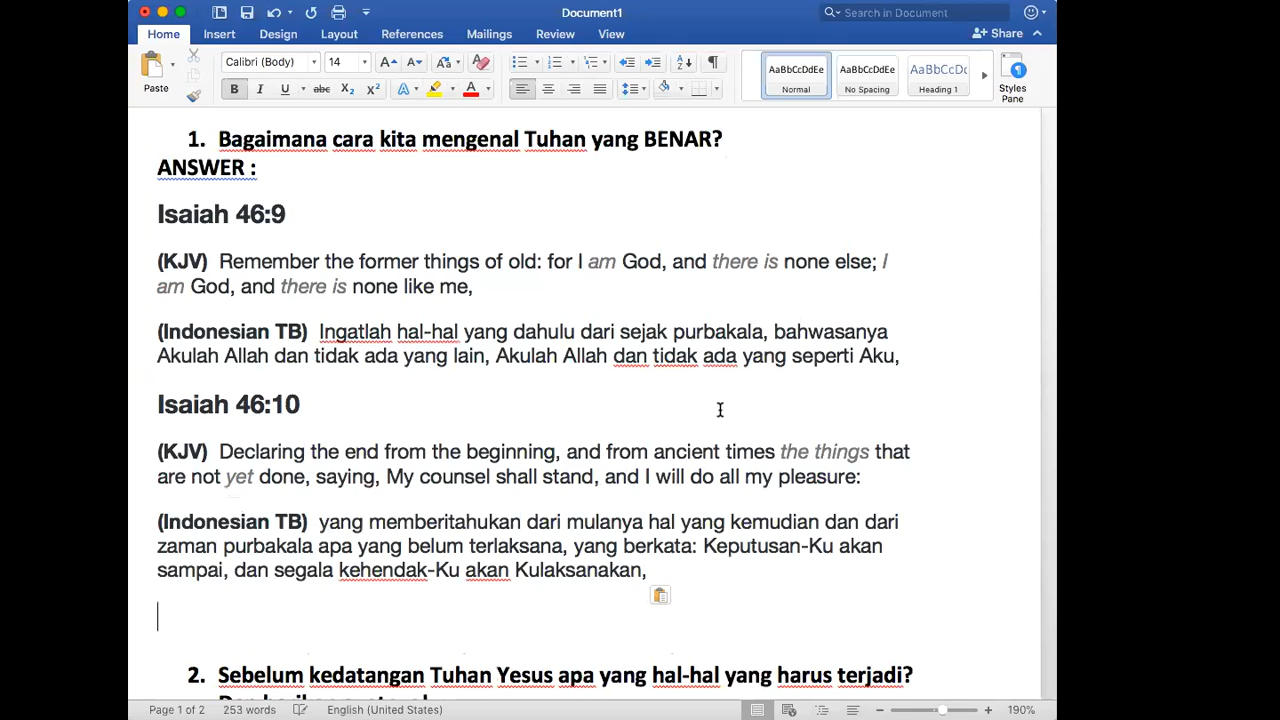 Document1
Search in Document
Home Insert Design Layout References Mailings Review View
Share
Paste
Calibri (Body) 14
AaBbCcDdEe AaBbCcDdEe AaBbCcDc
Normal No Spacing Heading 1
Styles Pane
1. Bagaimana cara kita mengenal Tuhan yang BENAR?
ANSWER :
Isaiah 46:9
(KJV) Remember the former things of old: for I am God, and there is none else; I
am God, and there is none like me,
(Indonesian TB) Ingatlah hal-hal yang dahulu dari sejak purbakala, bahwasanya
Akulah Allah dan tidak ada yang lain, Akulah Allah dan tidak ada yang seperti Aku,
Isaiah 46:10
(KJV) Declaring the end from the beginning, and from ancient times the things that
are not yet done, saying, My counsel shall stand, and I will do all my pleasure:
(Indonesian TB) yang memberitahukan dari mulanya hal yang kemudian dan dari
zaman purbakala apa yang belum terlaksana, yang berkata: Keputusan-Ku akan
sampai, dan segala kehendak-Ku akan Kulaksanakan,
2. Sebelum kedatangan Tuhan Yesus apa yang hal-hal yang harus terjadi?
Page 1 of 2 253 words English (United States) 190%